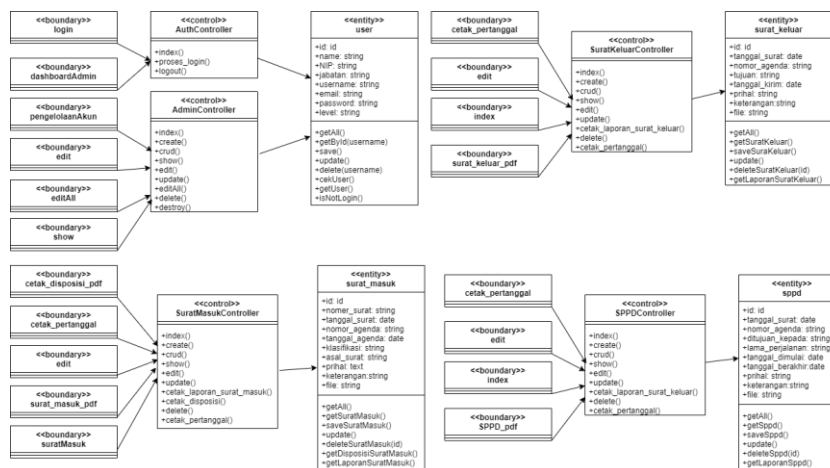 <<boundary>>
login
<<boundary>>
dashboardAdmin
<<boundary>>
pengelolaanAkun
<<boundary>>
edit
<<boundary>>
editAll
<<boundary>>
show
<<control>>
AuthController
+index()
+proses_login()
+logout()
<<control>>
AdminController
+index()
+create()
+crud()
+show()
+edit()
+update()
+editAll()
+delete()
+destroy()
<<entity>>
user
+id: id
+name: string
+NIP: string
+jabatan: string
+username: string
+email: string
+password: string
+level: string
+getAll()
+getById(username)
+save()
+update()
+delete(username)
+cekUser()
+getUser()
+isNotLogin()
<<boundary>>
cetak_pertanggal
<<boundary>>
edit
<<boundary>>
index
<<boundary>>
surat_keluar_pdf
<<control>>
SuratKeluarController
+index()
+create()
+crud()
+show()
+edit()
+update()
+cetak_laporan_surat_keluar()
+delete()
+cetak_pertanggal()
<<entity>>
surat_keluar
+id: id
+tanggal_surat: date
+nomor_agenda: string
+tujuan: string
+tanggal_kirim: date
+prihal: string
+keterangan:string
+file: string
+getAll()
+getSuratKeluar()
+saveSuraKeluar()
+update()
+deleteSuratKeluar(id)
+getLaporanSuratKeluar()
<<boundary>>
cetak_disposisi_pdf
<<boundary>>
cetak_pertanggal
<<boundary>>
edit
<<boundary>>
surat_masuk_pdf
<<boundary>>
suratMasuk
<<control>>
SuratMasukController
+index()
+create()
+crud()
+show()
+edit()
+update()
+cetak_laporan_surat_masuk()
+cetak_disposisi()
+delete()
+cetak_pertanggal()
<<entity>>
surat_masuk
+id: id
+nomer_surat: string
+tanggal_surat: date
+nomor_agenda: string
+tanggal_agenda: date
+klasifikasi: string
+asal_surat: string
+prihal: text
+keterangan:string
+file: string
+getAll()
+getSuratMasuk()
+saveSuratMasuk()
+update()
+deleteSuratMasuk(id)
+getDisposisiSuratMasuk()
+getLaporanSuratMasuk()
<<boundary>>
cetak_pertanggal
<<boundary>>
edit
<<boundary>>
index
<<boundary>>
SPPD_pdf
<<control>>
SPPDController
+index()
+create()
+crud()
+show()
+edit()
+update()
+cetak_laporan_surat_keluar()
+delete()
+cetak_pertanggal()
<<entity>>
sppd
+id: id
+tanggal_surat: date
+nomor_agenda: string
+ditujuan_kepada: string
+lama_perjalanan: string
+tanggal_dimulai: date
+tanggal_berakhir:date
+prihal: string
+keterangan:string
+file: string
+getAll()
+getSppd()
+saveSppd()
+update()
+deleteSppd(id)
+getLaporanSppd()